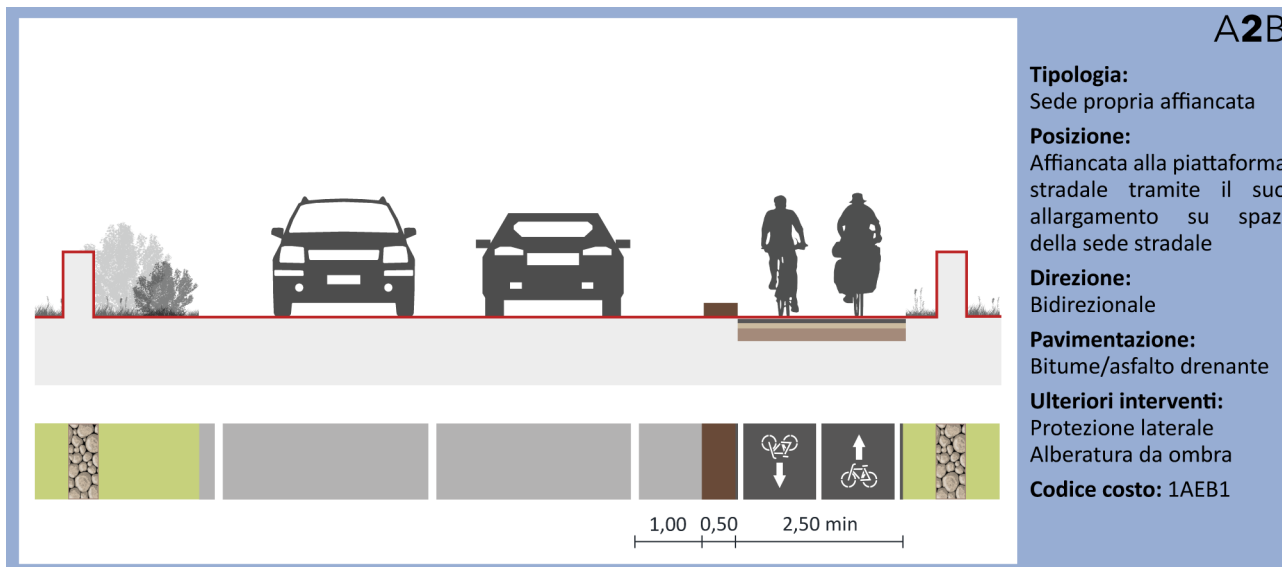 A2B
Tipologia:
Sede propria affiancata
Posizione:
Affiancata alla piattaforma
stradale tramite il suo
allargamento su spazi
della sede stradale
Direzione:
Bidirezionale
Pavimentazione:
Bitume/asfalto drenante
Ulteriori interventi:
Protezione laterale
Alberatura da ombra
Codice costo: 1AEB1
1,00 0,50 2,50 min